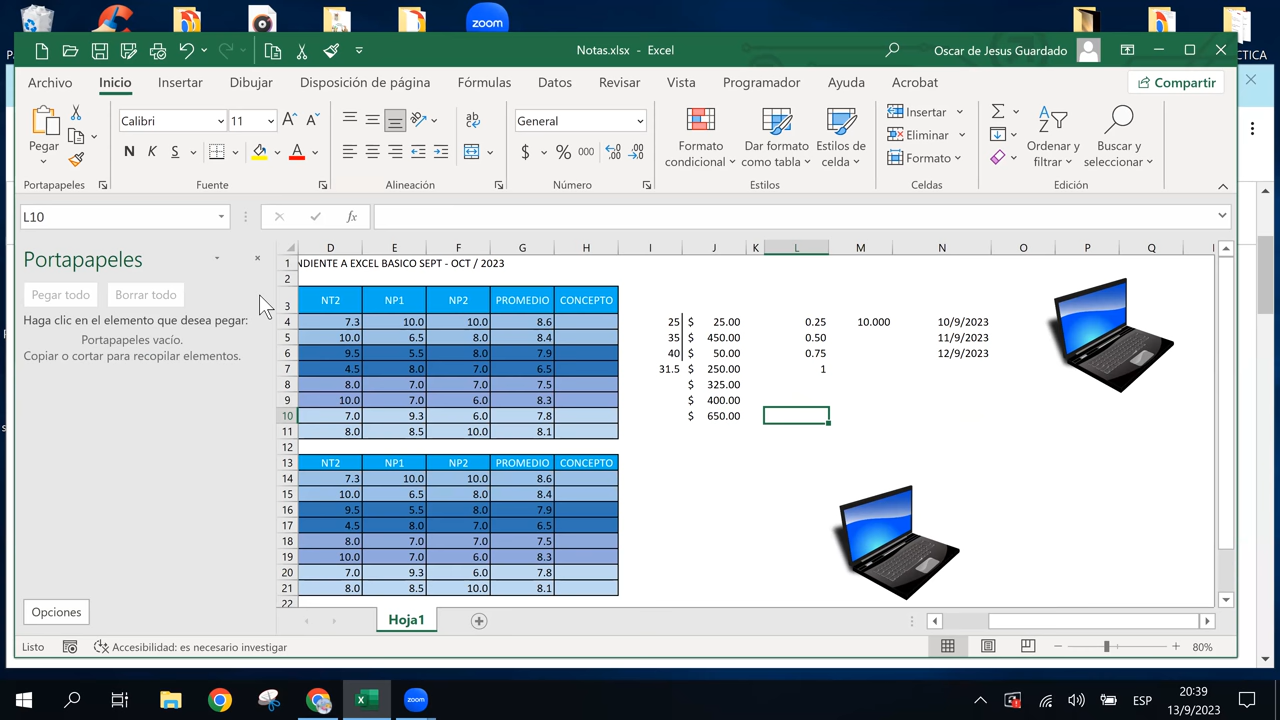 zoom
CTICA
Notas.xlsx - Excel
Oscar de Jesus Guardado
Archivo Inicio Insertar Dibujar Disposición de página Fórmulas Datos Revisar Vista Programador Ayuda Acrobat Compartir
Pegar
Calibri 11
N K S A
ab
General
$ % 000
Formato condicional
Dar formato como tabla
Estilos de celda
Insertar
Eliminar
Formato
Ordenar y filtrar
Buscar y seleccionar
Portapapeles Fuente Alineación Número Estilos Celdas Edición
L10 fx
Portapapeles
Pegar todo Borrar todo
Haga clic en el elemento que desea pegar:
Portapapeles vacío.
Copiar o cortar para recopilar elementos.
Opciones
D E F G H I J K L M N O P Q
1 NDIENTE A EXCEL BASICO SEPT - OCT / 2023
2
3 NT2 NP1 NP2 PROMEDIO CONCEPTO
4 7.3 10.0 10.0 8.6 25 $ 25.00 0.25 10.000 10/9/2023
5 10.0 6.5 8.0 8.4 35 $ 450.00 0.50 11/9/2023
6 9.5 5.5 8.0 7.9 40 $ 50.00 0.75 12/9/2023
7 4.5 8.0 7.0 6.5 31.5 $ 250.00 1
8 8.0 7.0 7.0 7.5 $ 325.00
9 10.0 7.0 6.0 8.3 $ 400.00
10 7.0 9.3 6.0 7.8 $ 650.00
11 8.0 8.5 10.0 8.1
12
13 NT2 NP1 NP2 PROMEDIO CONCEPTO
14 7.3 10.0 10.0 8.6
15 10.0 6.5 8.0 8.4
16 9.5 5.5 8.0 7.9
17 4.5 8.0 7.0 6.5
18 8.0 7.0 7.0 7.5
19 10.0 7.0 6.0 8.3
20 7.0 9.3 6.0 7.8
21 8.0 8.5 10.0 8.1
22
Hoja1
Listo Accesibilidad: es necesario investigar 80%
zoom
ESP
20:39
13/9/2023